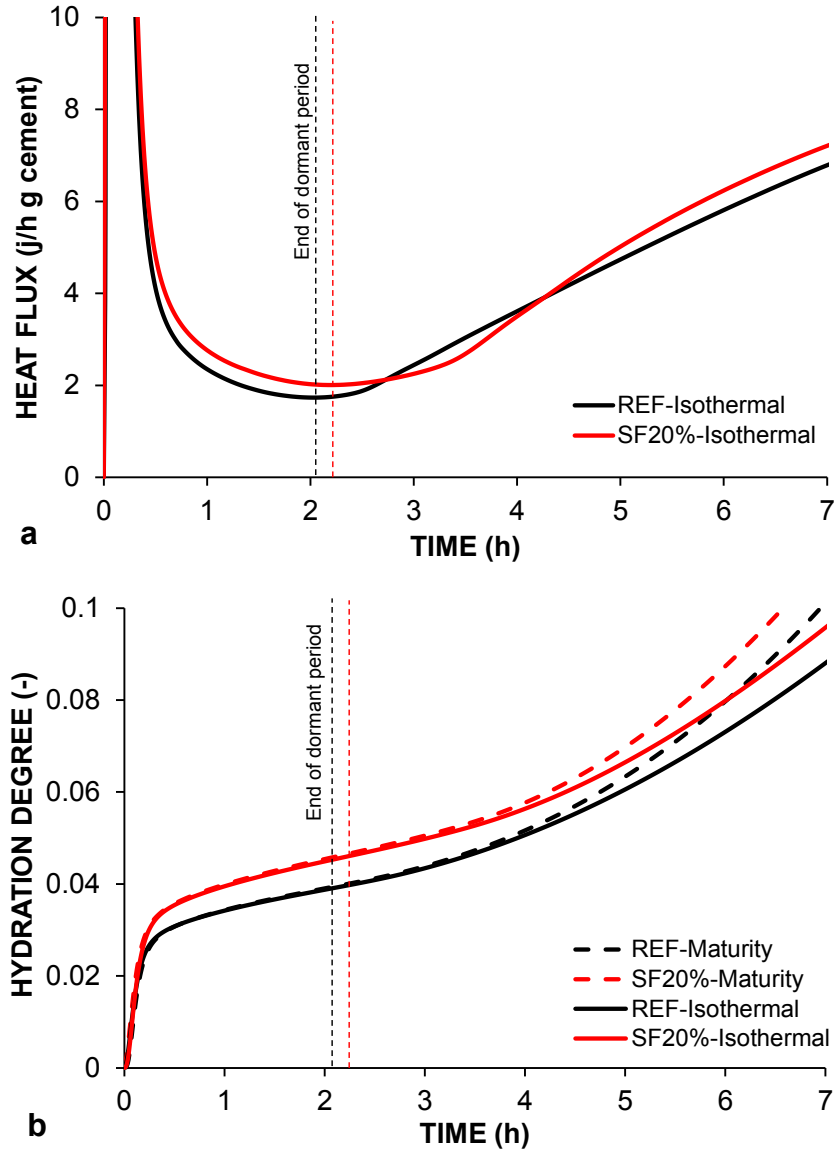 10
8
6
4
2
0
HEAT FLUX (j/h g cement)
End of dormant period
REF-Isothermal
SF20%-Isothermal
0 1 2 3 4 5 6 7
TIME (h)
a
0.1
0.08
0.06
0.04
0.02
0
HYDRATION DEGREE (-)
End of dormant period
REF-Maturity
SF20%-Maturity
REF-Isothermal
SF20%-Isothermal
0 1 2 3 4 5 6 7
TIME (h)
b